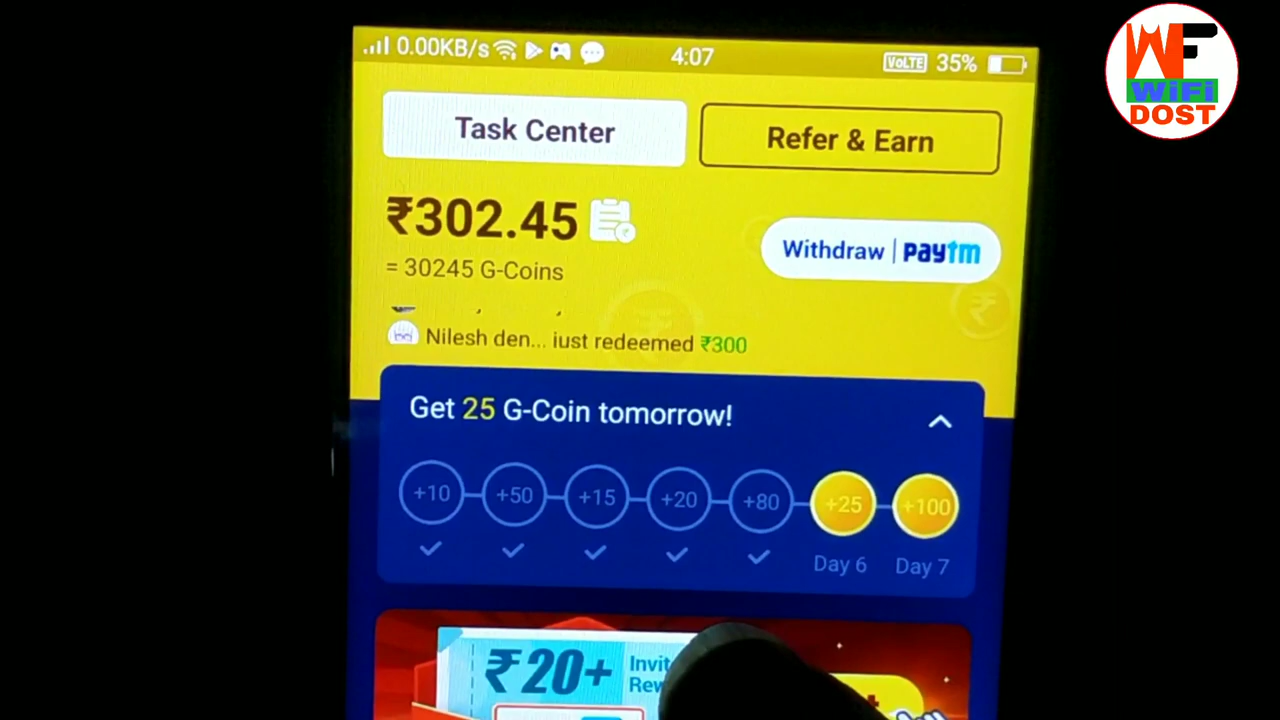 0.00KB/s 4:07 VoLTE 35%
WF
WiFi
DOST
Task Center Refer & Earn
₹302.45
= 30245 G-Coins
Withdraw | paytm
Nilesh den... just redeemed ₹300
Get 25 G-Coin tomorrow!
+10 +50 +15 +20 +80 +25 +100
Day 6 Day 7
₹20+